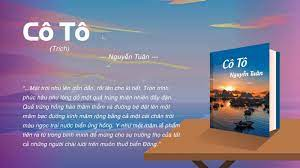 Cô Tô
(Trích)
--- Nguyễn Tuân ---
"... Mặt trời nhú lên dần dần, rồi lên cho kì hết. Tròn trĩnh
phúc hậu như lòng đỏ một quả trứng thiên nhiên đầy đặn.
Quả trứng hồng hào thăm thẳm và đường bệ đặt lên một
mâm bạc đường kính mâm rộng bằng cả một cái chân trời
màu ngọc trai nước biển ửng hồng. Y như một mâm lễ phẩm
tiến ra từ trong bình minh để mừng cho sự trường thọ của tất
cả những người chài lưới trên muôn thuở biển Đông."
Cô Tô
Nguyễn Tuân